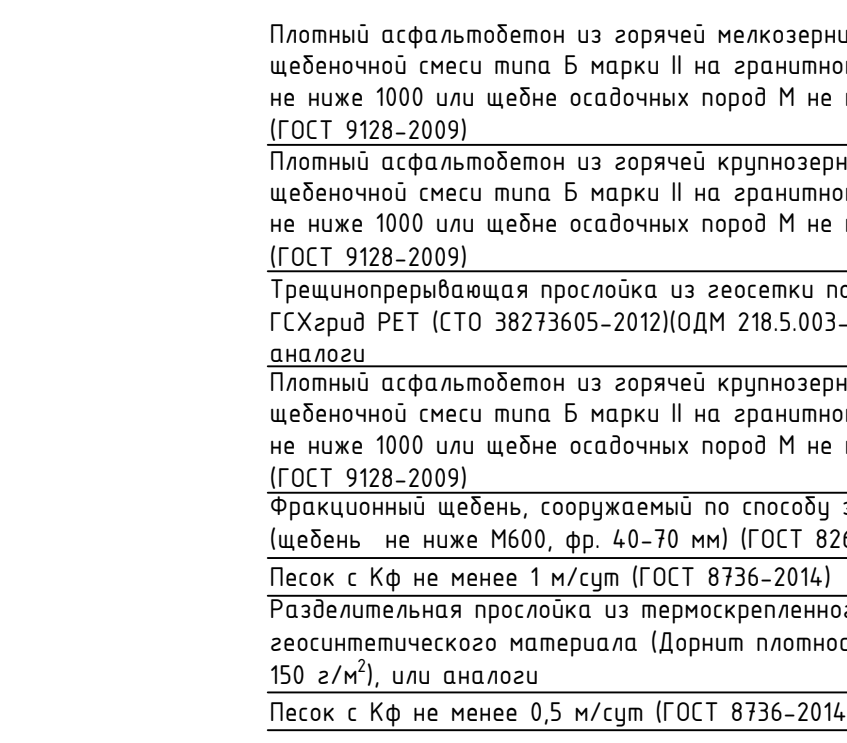 Плотный асфальтобетон из горячей мелкозерни
щебеночной смеси типа Б марки II на гранитно
не ниже 1000 или щебне осадочных пород М не
(ГОСТ 9128-2009)
Плотный асфальтобетон из горячей крупнозерн
щебеночной смеси типа Б марки II на гранитно
не ниже 1000 или щебне осадочных пород М не
(ГОСТ 9128-2009)
Трещинопрерывающая прослойка из геосетки по
ГСХгрид PET (СТО 38273605-2012)(ОДМ 218.5.003-
аналоги
Плотный асфальтобетон из горячей крупнозерн
щебеночной смеси типа Б марки II на гранитно
не ниже 1000 или щебне осадочных пород М не
(ГОСТ 9128-2009)
Фракционный щебень, сооружаемый по способу з
(щебень не ниже М600, фр. 40-70 мм) (ГОСТ 826
Песок с Кф не менее 1 м/сут (ГОСТ 8736-2014)
Разделительная прослойка из термоскрепленног
геосинтетического материала (Дорнит плотнос
150 г/м²), или аналоги
Песок с Кф не менее 0,5 м/сут (ГОСТ 8736-2014